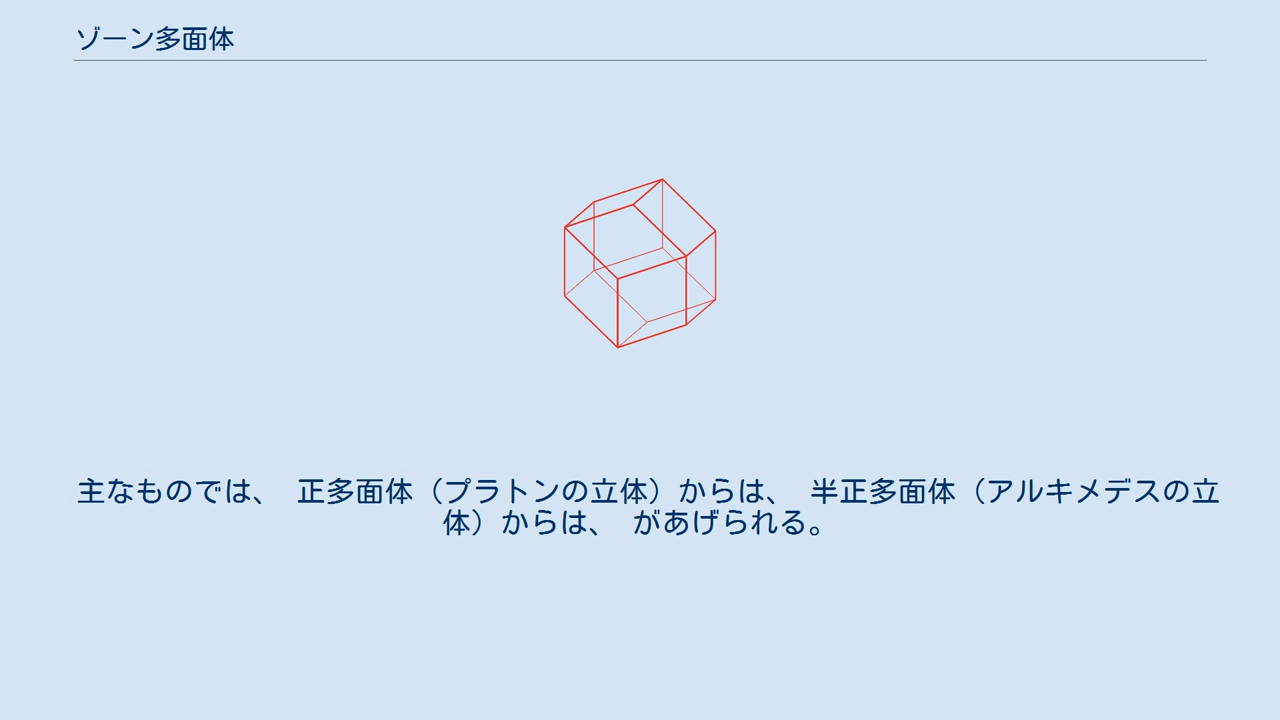 ゾーン多面体
主なものでは、 正多面体（プラトンの立体）からは、 半正多面体（アルキメデスの立
体）からは、 があげられる。